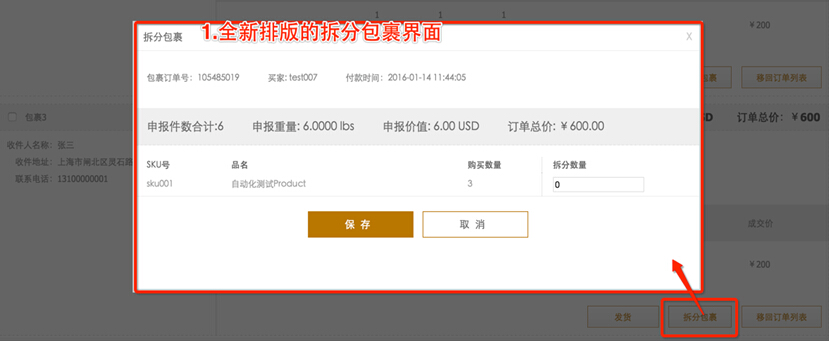 1 1 1
¥200
1.全新排版的拆分包裹界面
拆分包裹 X
包裹订单号：105485019 买家: test007 付款时间：2016-01-14 11:44:05
包裹 移回订单列表
申报件数合计:6 申报重量: 6.0000 lbs 申报价值: 6.00 USD 订单总价: ¥600.00
包裹3 SD 订单总价: ¥600
收件人名称：张三
收件地址：上海市闸北区灵石路
联系电话：13100000001
SKU号 品名 购买数量 拆分数量
sku001 自动化测试Product 3 0
保 存 取 消
成交价
¥200
发货 拆分包裹 移回订单列表